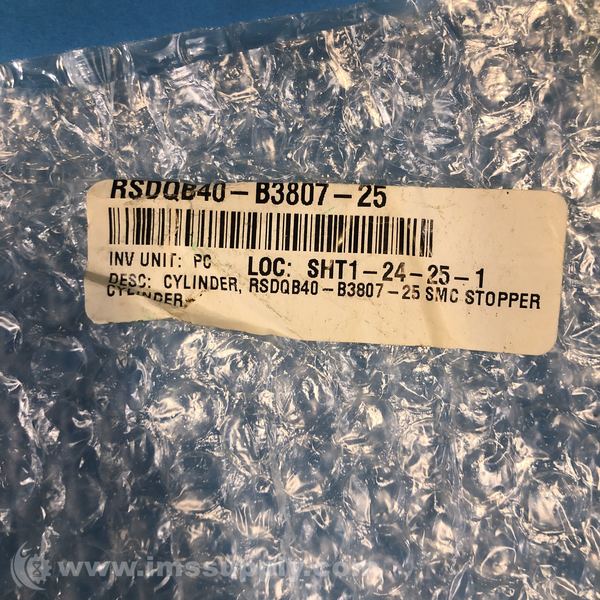 RSDQB40-B3807-25
INV UNIT: PC LOC: SHT1-24-25-1
DESC: CYLINDER, RSDQB40-B3807-25 SMC STOPPER
CYLINDER,
www.imssupply.com